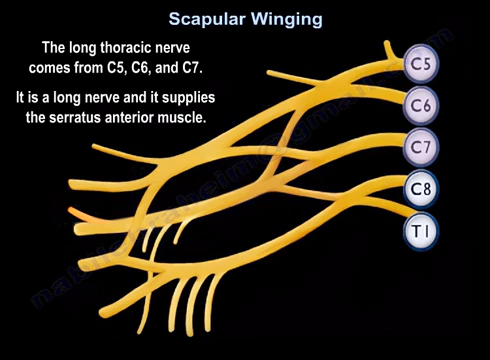 Scapular Winging
The long thoracic nerve
comes from C5, C6, and C7.
It is a long nerve and it supplies
the serratus anterior muscle.
C5
C6
C7
C8
T1